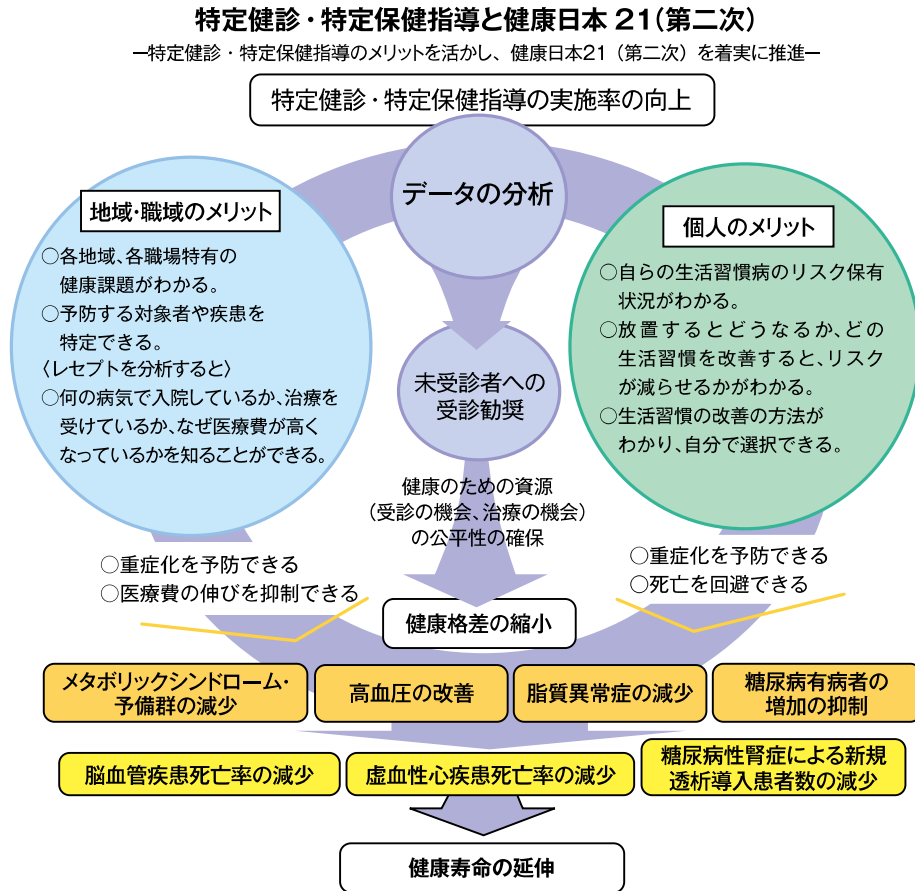 特定健診・特定保健指導と健康日本21(第二次)
―特定健診・特定保健指導のメリットを活かし、健康日本21(第二次)を着実に推進―
特定健診・特定保健指導の実施率の向上
データの分析
地域・職域のメリット
○各地域、各職場特有の
健康課題がわかる。
○予防する対象者や疾患を
特定できる。
〈レセプトを分析すると〉
○何の病気で入院しているか、治療を
受けているか、なぜ医療費が高く
なっているかを知ることができる。
個人のメリット
○自らの生活習慣病のリスク保有
状況がわかる。
○放置するとどうなるか、どの
生活習慣を改善すると、リスク
が減らせるかがわかる。
○生活習慣の改善の方法が
わかり、自分で選択できる。
未受診者への
受診勧奨
健康のための資源
(受診の機会、治療の機会)
の公平性の確保
○重症化を予防できる
○医療費の伸びを抑制できる
○重症化を予防できる
○死亡を回避できる
健康格差の縮小
メタボリックシンドローム・
予備群の減少
高血圧の改善
脂質異常症の減少
糖尿病有病者の
増加の抑制
脳血管疾患死亡率の減少
虚血性心疾患死亡率の減少
糖尿病性腎症による新規
透析導入患者数の減少
健康寿命の延伸